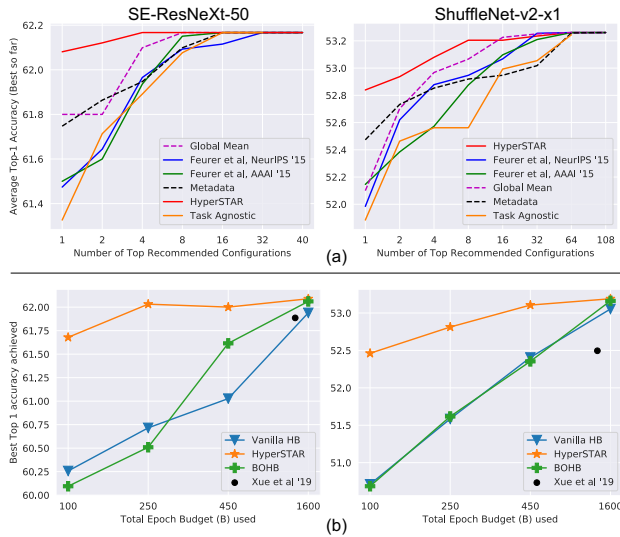 SE-ResNeXt-50
ShuffleNet-v2-x1
Average Top-1 Accuracy (Best so far)
62.2
62.0
61.8
61.6
61.4
Global Mean
Feurer et al, NeurIPS '15
Feurer et al, AAAI '15
Metadata
HyperSTAR
Task Agnostic
1 2 4 8 16 32 40
Number of Top Recommended Configurations
53.2
53.0
52.8
52.6
52.4
52.2
52.0
HyperSTAR
Feurer et al, NeurIPS '15
Feurer et al, AAAI '15
Global Mean
Metadata
Task Agnostic
1 2 4 8 16 32 64 108
Number of Top Recommended Configurations
(a)
Best Top 1 accuracy achieved
62.00
61.75
61.50
61.25
61.00
60.75
60.50
60.25
60.00
Vanilla HB
HyperSTAR
BOHB
Xue et al '19
100 250 450 1600
Total Epoch Budget (B) used
53.0
52.5
52.0
51.5
51.0
Vanilla HB
HyperSTAR
BOHB
Xue et al '19
100 250 450 1600
Total Epoch Budget (B) used
(b)